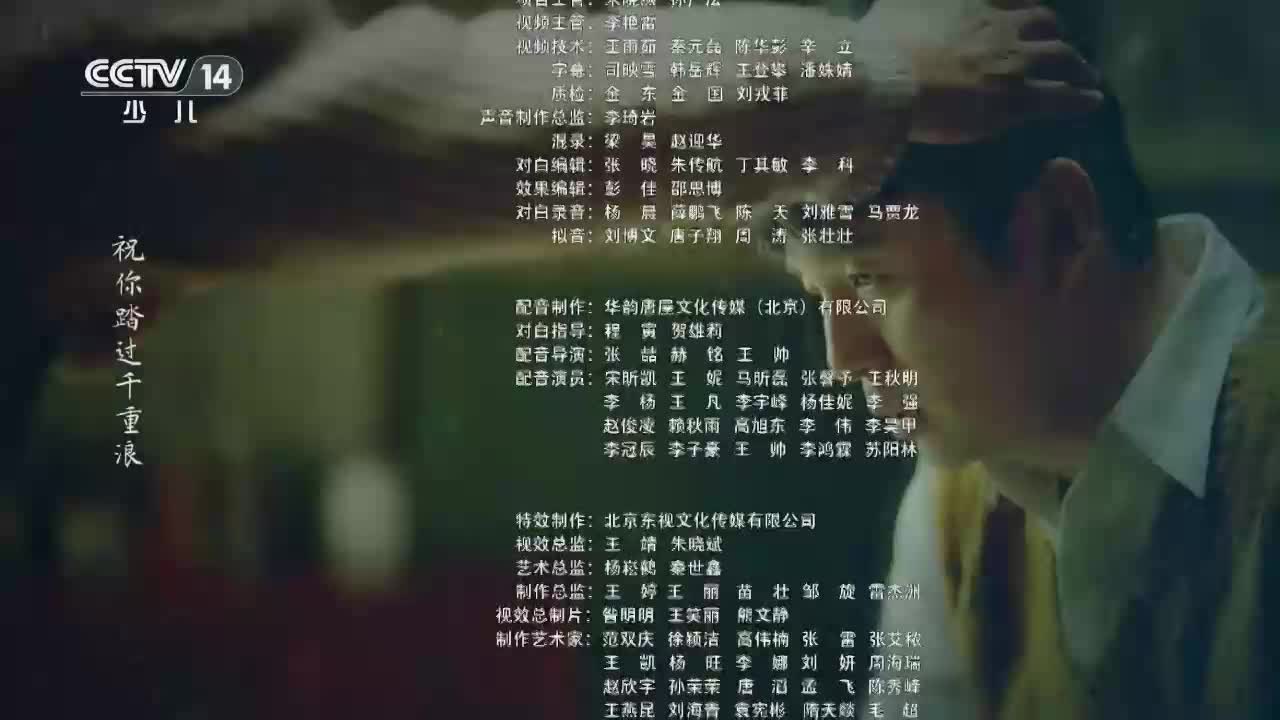 CCTV 14
少儿
祝你踏过千重浪
视频主管：李艳雷
视频技术：王雨茹 秦元磊 陈华彭 辛 立
字幕：司映雪 韩岳辉 王登攀 潘姝婧
质检：金 东 金 国 刘戎菲
声音制作总监：李琦岩
混录：梁 昊 赵迎华
对白编辑：张 晓 朱传航 丁其敏 李 科
效果编辑：彭 佳 邵思博
对白录音：杨 晨 薛鹏飞 陈 天 刘雅雪 马贾龙
拟音：刘博文 唐子翔 周 涛 张壮壮
配音制作：华韵唐屋文化传媒（北京）有限公司
对白指导：程 寅 贺雄莉
配音导演：张 喆 赫 铭 王 帅
配音演员：宋昕凯 王 妮 马昕磊 张馨予 王秋明
李 杨 王 凡 李宇峰 杨佳妮 李 强
赵俊凌 赖秋雨 高旭东 李 伟 李昊甲
李冠辰 李子豪 王 帅 李鸿霖 苏阳林
特效制作：北京东视文化传媒有限公司
视效总监：王 靖 朱晓斌
艺术总监：杨崧鹤 秦世鑫
制作总监：王 婷 王 丽 苗 壮 邹 旋 雷杰洲
视效总制片：昝明明 王笑丽 熊文静
制作艺术家：范双庆 徐颖洁 高伟楠 张 雷 张艾秾
王 凯 杨 旺 李 娜 刘 妍 周海瑞
赵欣宇 孙荣荣 唐 滔 孟 飞 陈秀峰
王燕昆 刘海青 袁宪彬 隋天燚 毛 超